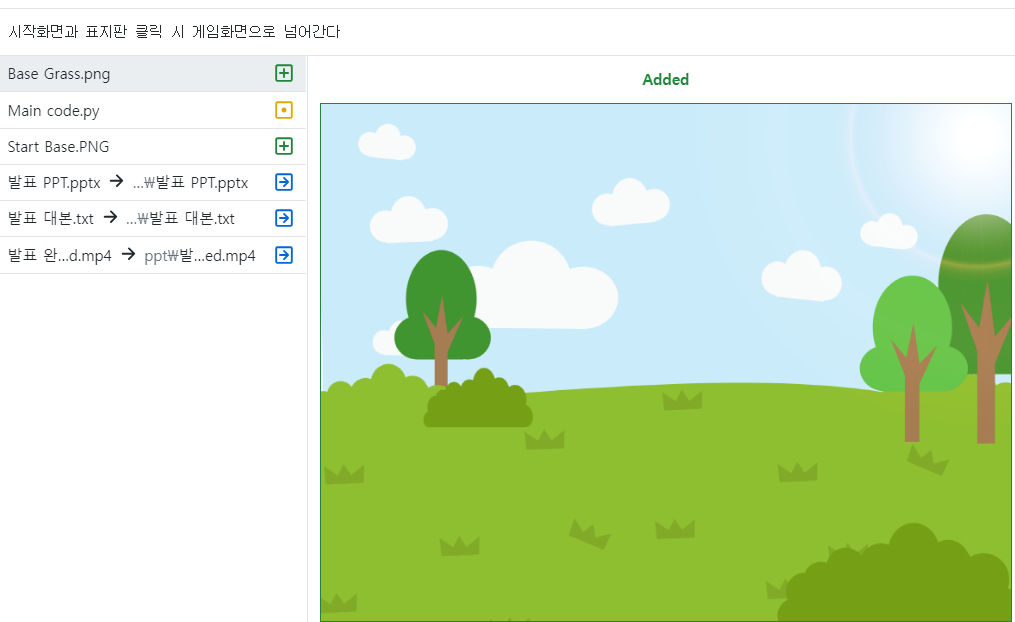 시작화면과 표지판 클릭 시 게임화면으로 넘어간다
Base Grass.png
Added
Main code.py
Start Base.PNG
발표 PPT.pptx → ...₩발표 PPT.pptx
발표 대본.txt → ...₩발표 대본.txt
발표 완...d.mp4 → ppt₩발...ed.mp4